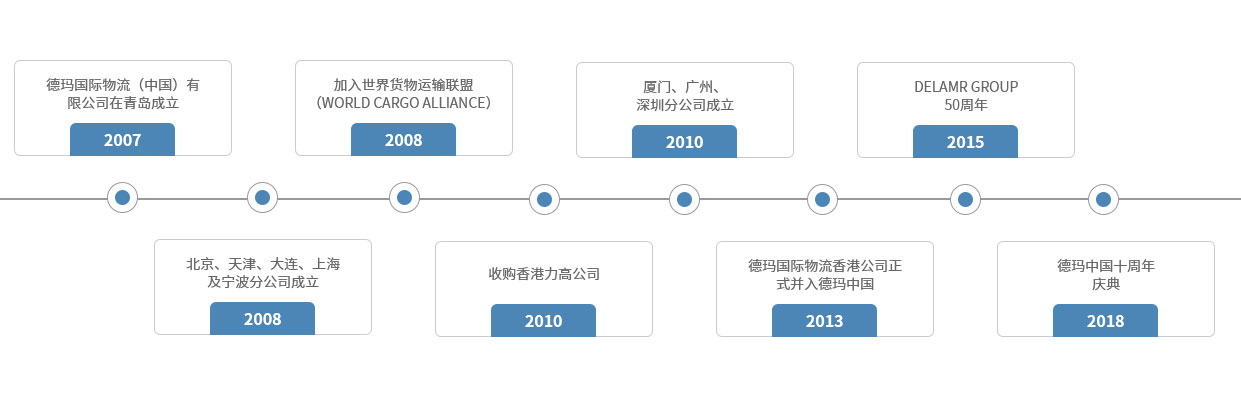 德玛国际物流（中国）有
限公司在青岛成立
2007
北京、天津、大连、上海
及宁波分公司成立
2008
加入世界货物运输联盟
（WORLD CARGO ALLIANCE）
2008
收购香港力高公司
2010
厦门、广州、
深圳分公司成立
2010
德玛国际物流香港公司正
式并入德玛中国
2013
DELAMR GROUP
50周年
2015
德玛中国十周年
庆典
2018